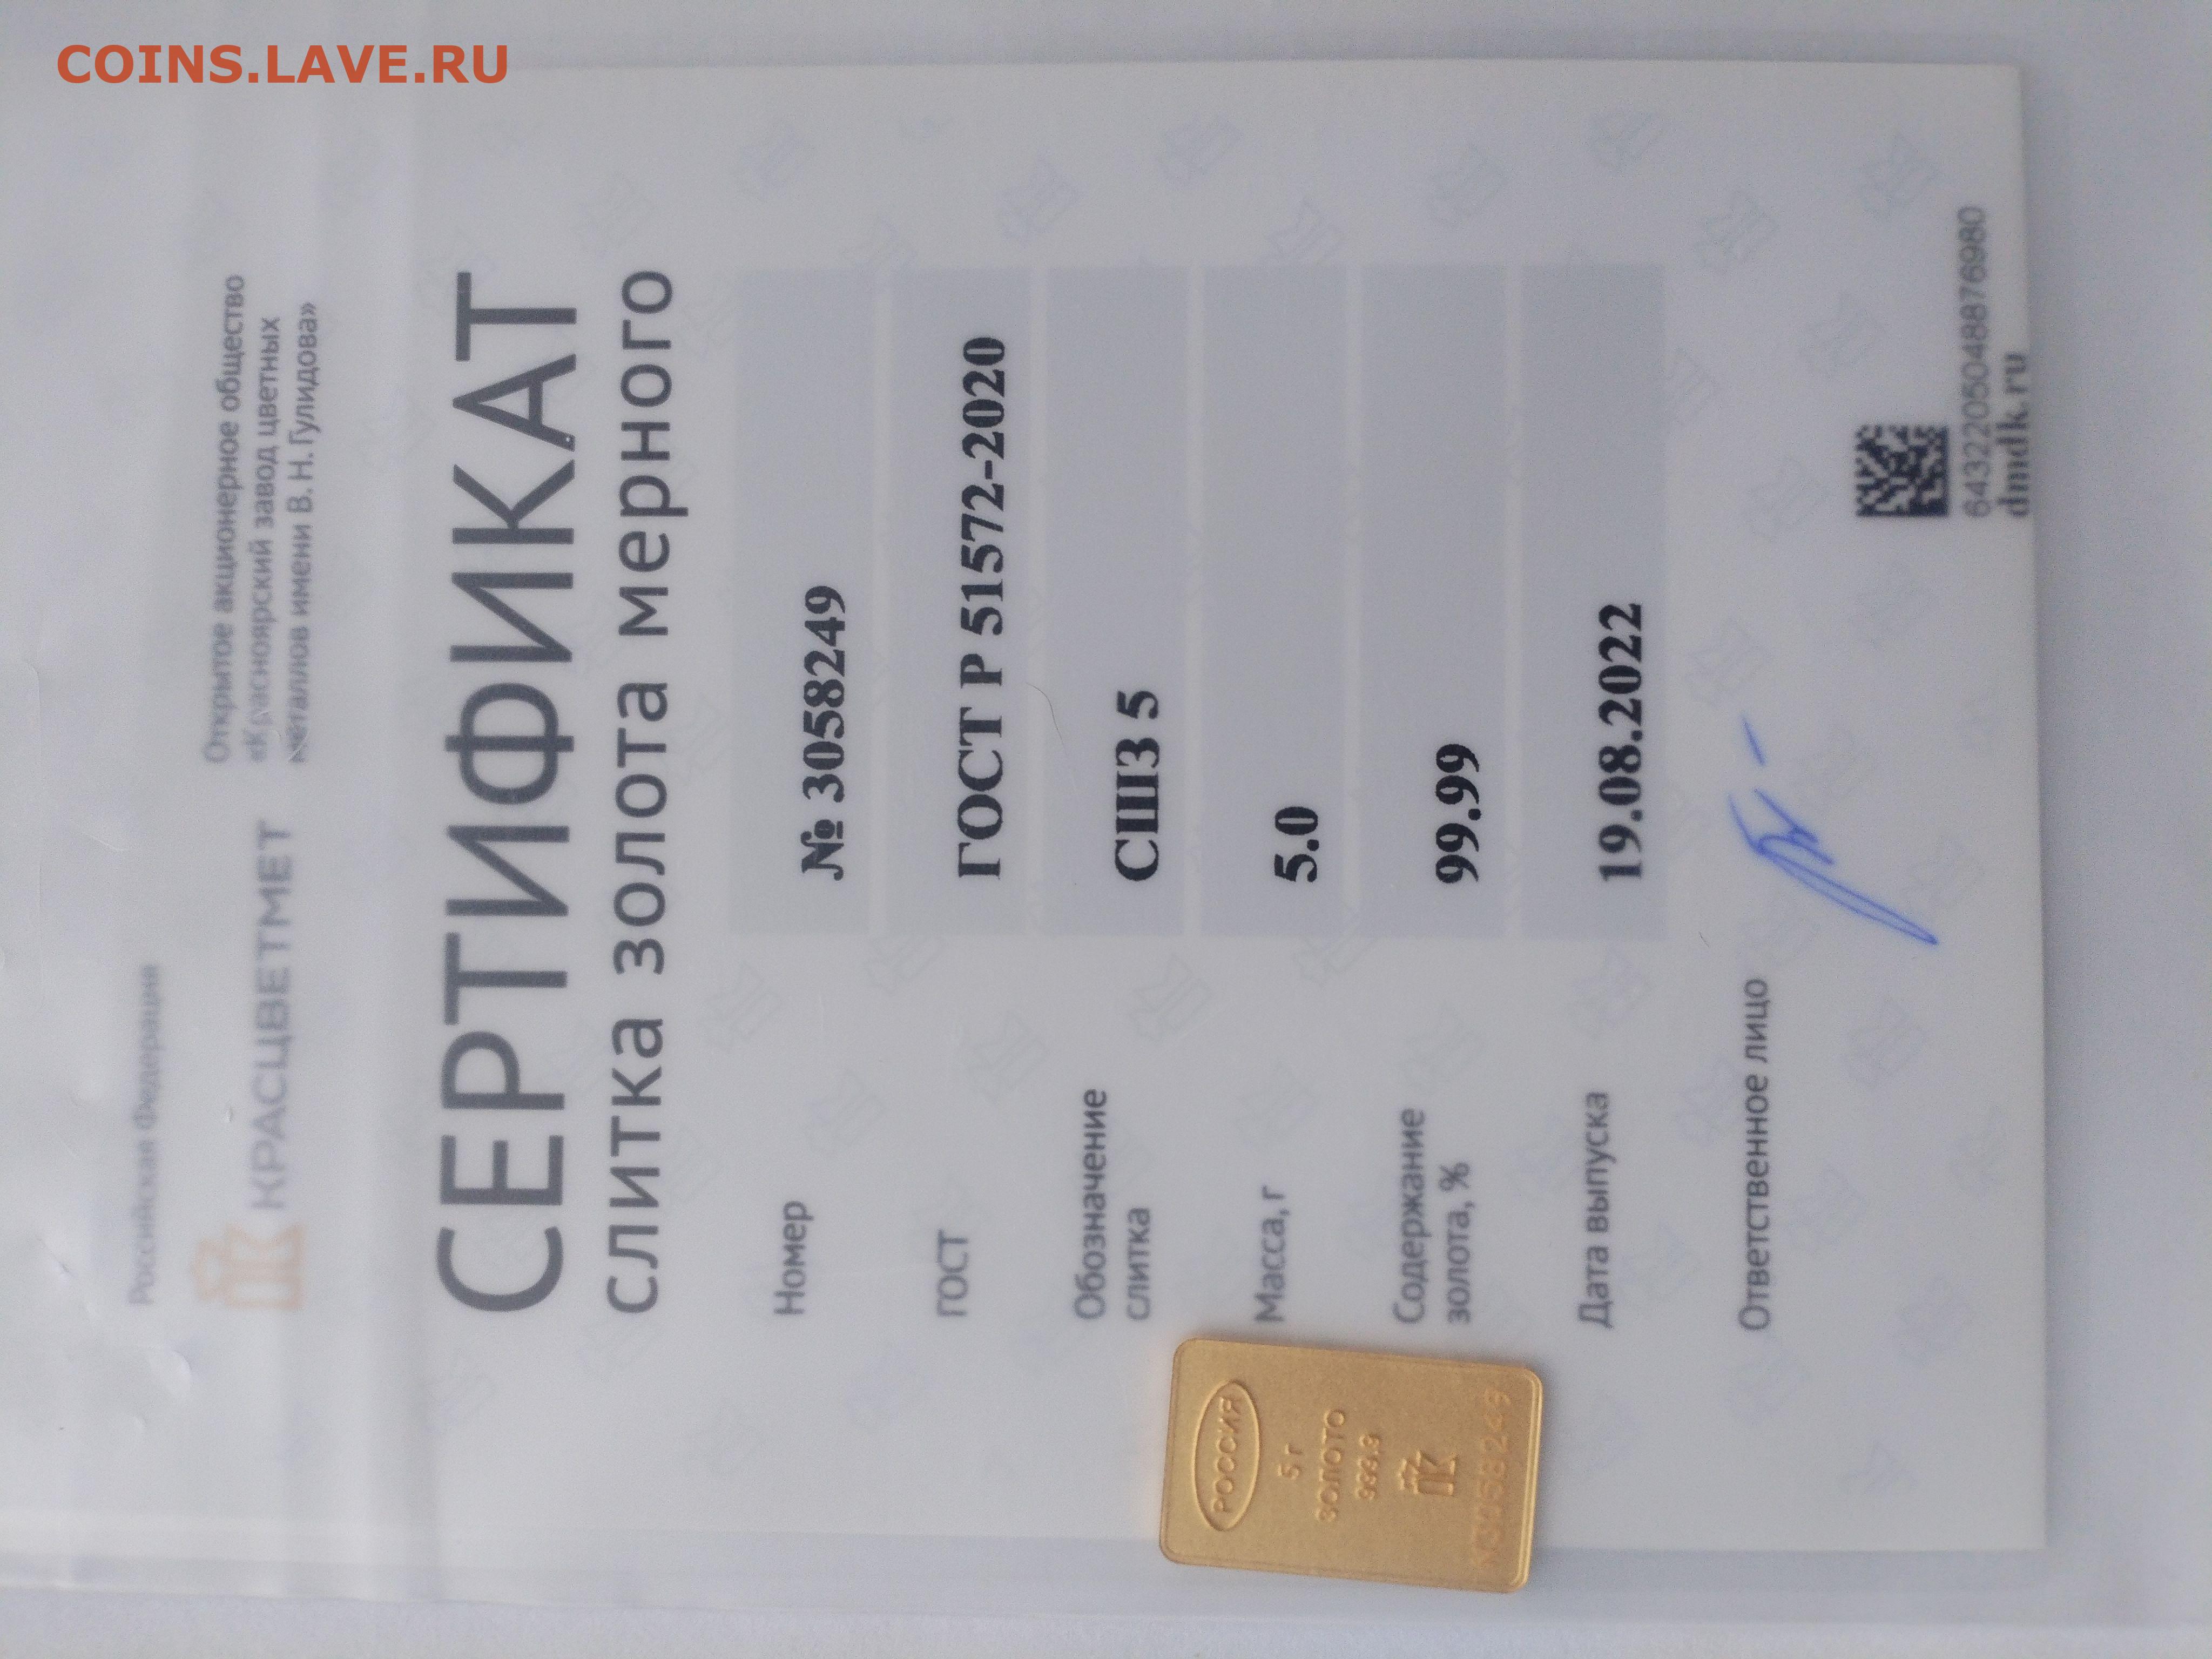 COINS.LAVE.RU
Российская Федерация
КРАСЦВЕТМЕТ
Открытое акционерное общество
«Красноярский завод цветных
металлов имени В. Н. Гулидова»
СЕРТИФИКАТ
слитка золота мерного
Номер № 3058249
ГОСТ ГОСТ Р 51572-2020
Обозначение
слитка СШЗ 5
Масса, г 5.0
Содержание
золота, % 99.99
Дата выпуска 19.08.2022
Ответственное лицо
6432205048876980
dmdk.ru
РОССИЯ
5 г
ЗОЛОТО
999,9
N3058249